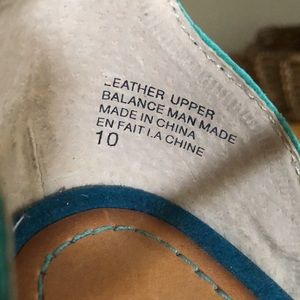 LEATHER UPPER
BALANCE MAN MADE
MADE IN CHINA
EN FAIT LA CHINE
10